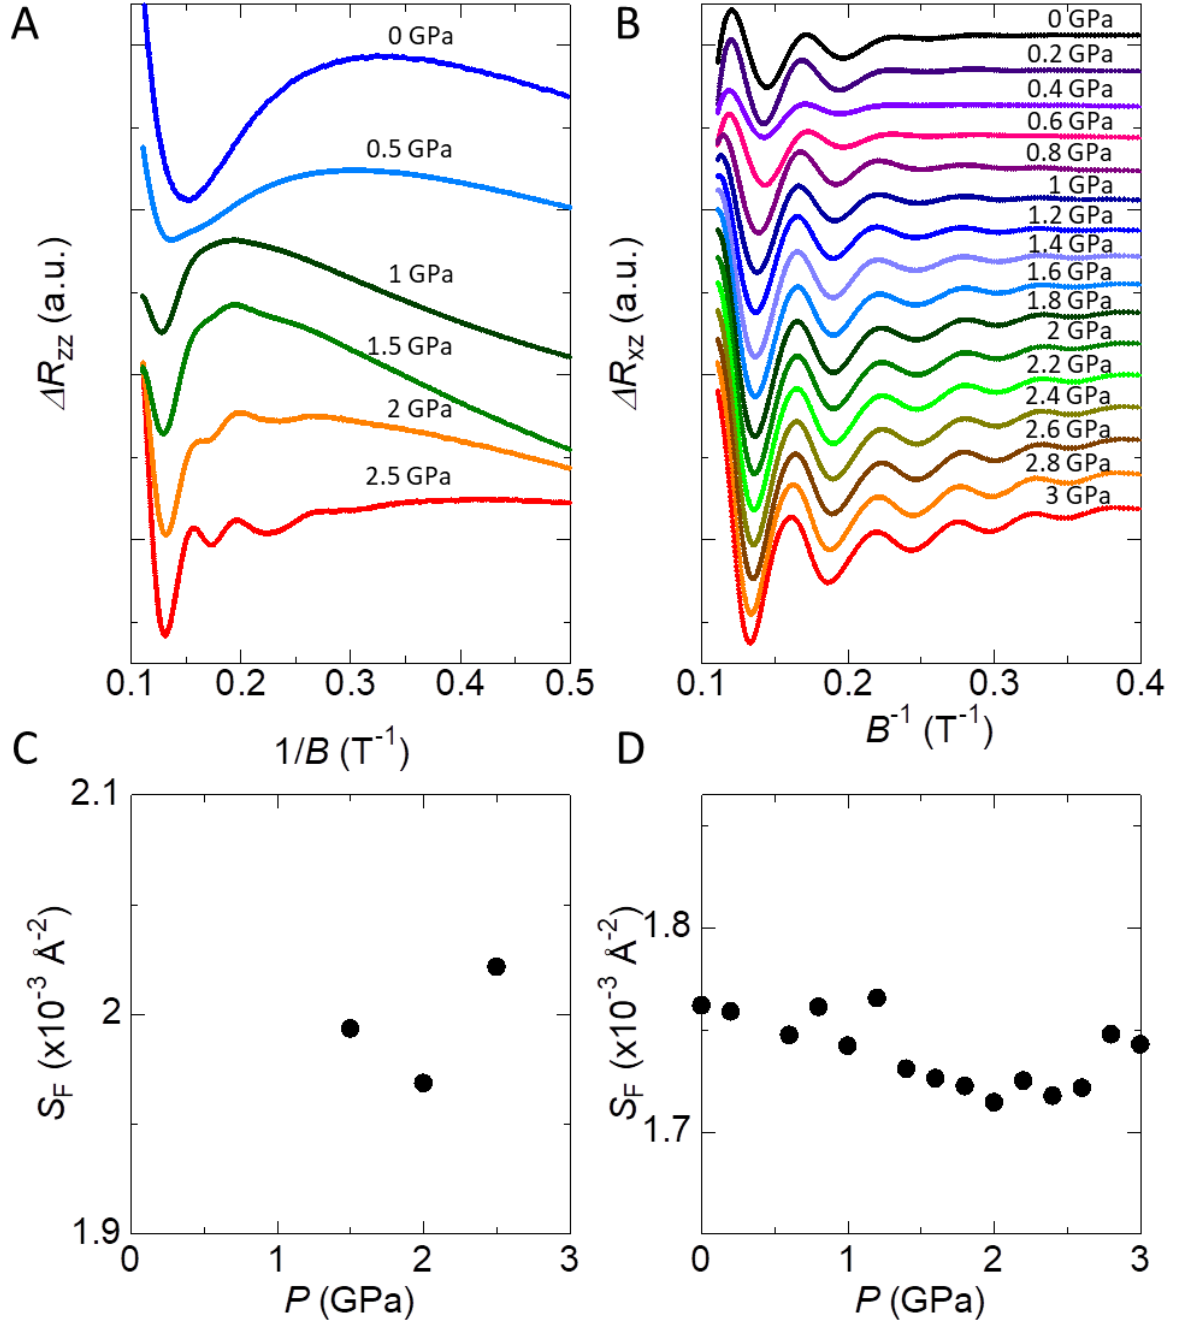 A
0 GPa
0.5 GPa
1 GPa
1.5 GPa
2 GPa
2.5 GPa
ΔR_zz (a.u.)
0.1 0.2 0.3 0.4 0.5
1/B (T⁻¹)
B
0 GPa
0.2 GPa
0.4 GPa
0.6 GPa
0.8 GPa
1 GPa
1.2 GPa
1.4 GPa
1.6 GPa
1.8 GPa
2 GPa
2.2 GPa
2.4 GPa
2.6 GPa
2.8 GPa
3 GPa
ΔR_xz (a.u.)
0.1 0.2 0.3 0.4
B⁻¹ (T⁻¹)
C
2.1
2
1.9
S_F (x10⁻³ Å⁻²)
0 1 2 3
P (GPa)
D
1.8
1.7
S_F (x10⁻³ Å⁻²)
0 1 2 3
P (GPa)